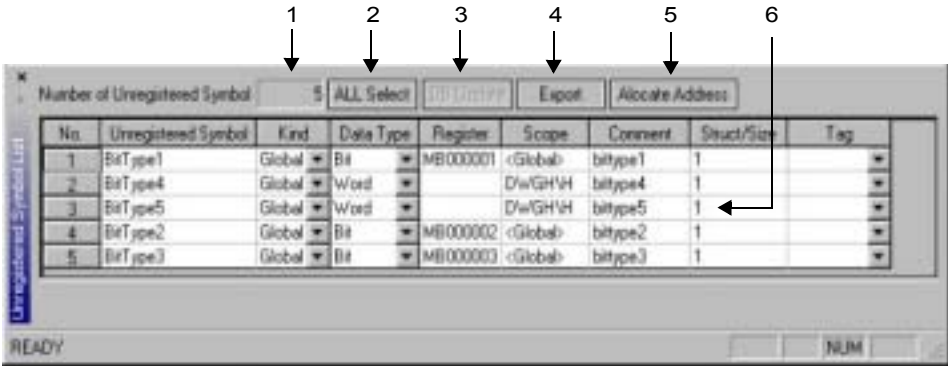 1 2 3 4 5 6
Number of Unregistered Symbol 5 ALL Select Export Alocate Address
No. Unregistered Symbol Kind Data Type Register Scope Comment Struct/Size Tag
1 BitType1 Global Bit MB000001 <Global> bittype1 1
2 BitType4 Global Word DWGH\H bittype4 1
3 BitType5 Global Word DWGH\H bittype5 1
4 BitType2 Global Bit MB000002 <Global> bittype2 1
5 BitType3 Global Bit MB000003 <Global> bittype3 1
Unregistered Symbol List
READY NUM